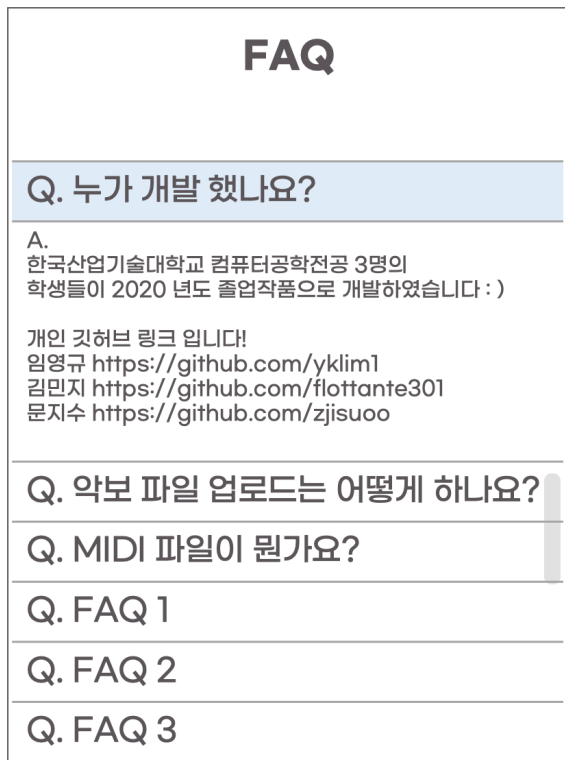 FAQ
Q. 누가 개발 했나요?
A.
한국산업기술대학교 컴퓨터공학전공 3명의
학생들이 2020 년도 졸업작품으로 개발하였습니다 : )
개인 깃허브 링크 입니다!
임영규 https://github.com/yklim1
김민지 https://github.com/flottante301
문지수 https://github.com/zjisuoo
Q. 악보 파일 업로드는 어떻게 하나요?
Q. MIDI 파일이 뭔가요?
Q. FAQ 1
Q. FAQ 2
Q. FAQ 3